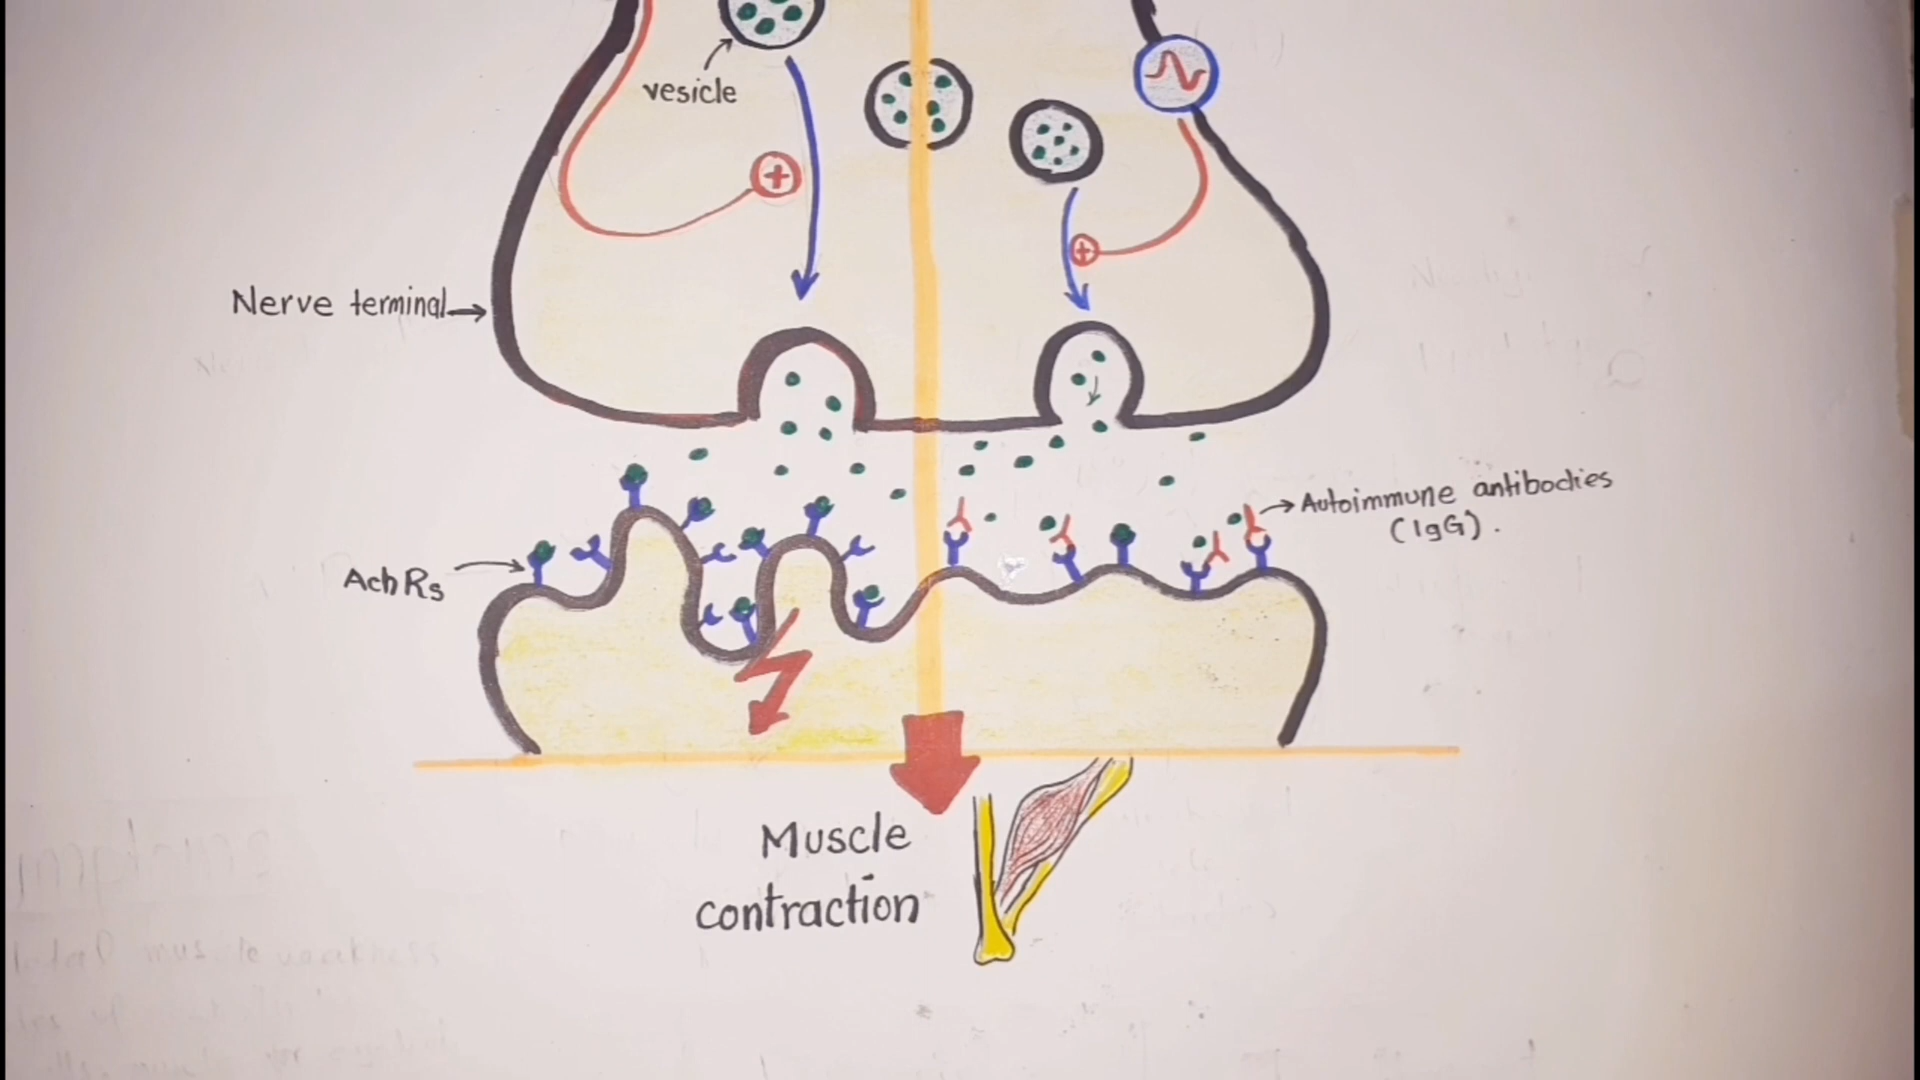 vesicle
Nerve terminal
Autoimmune antibodies
(IgG).
AchRs
Muscle
contraction